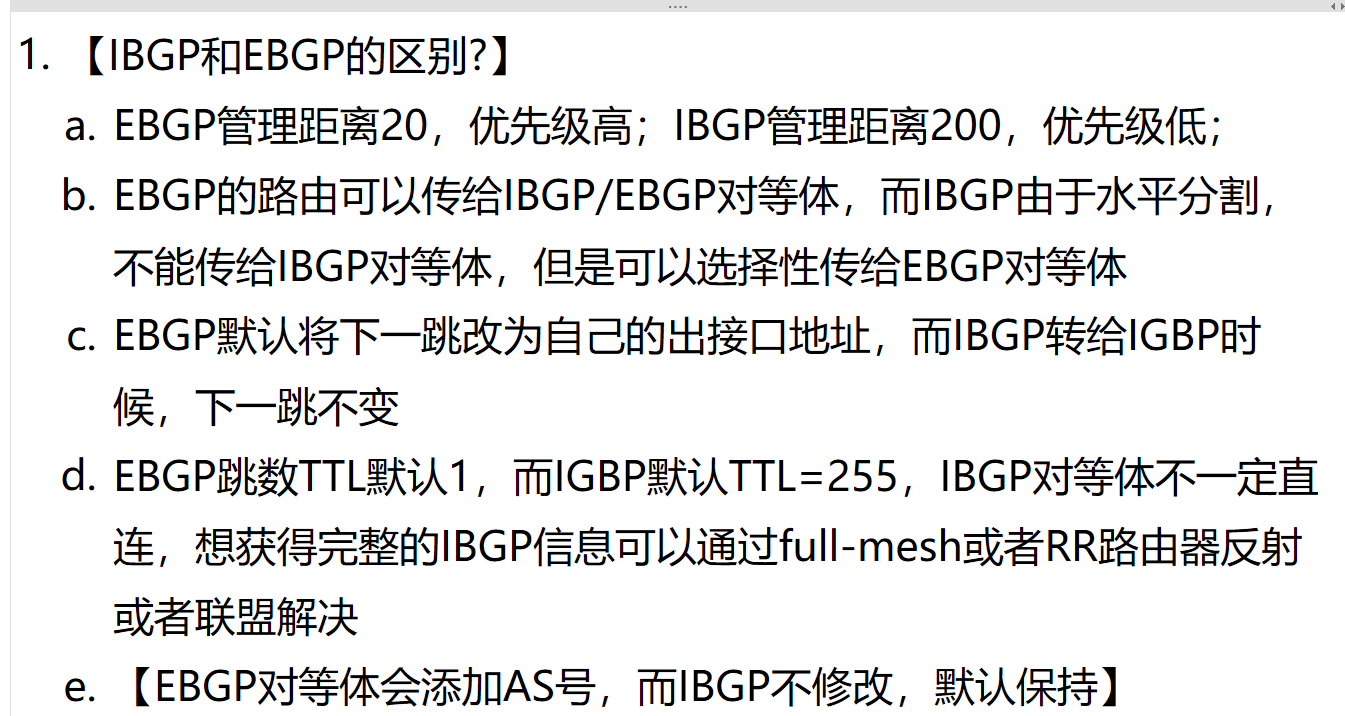 1. 【IBGP和EBGP的区别?】
a. EBGP管理距离20，优先级高；IBGP管理距离200，优先级低；
b. EBGP的路由可以传给IBGP/EBGP对等体，而IBGP由于水平分割，
不能传给IBGP对等体，但是可以选择性传给EBGP对等体
c. EBGP默认将下一跳改为自己的出接口地址，而IBGP转给IGBP时
候，下一跳不变
d. EBGP跳数TTL默认1，而IGBP默认TTL=255，IBGP对等体不一定直
连，想获得完整的IBGP信息可以通过full-mesh或者RR路由器反射
或者联盟解决
e. 【EBGP对等体会添加AS号，而IBGP不修改，默认保持】